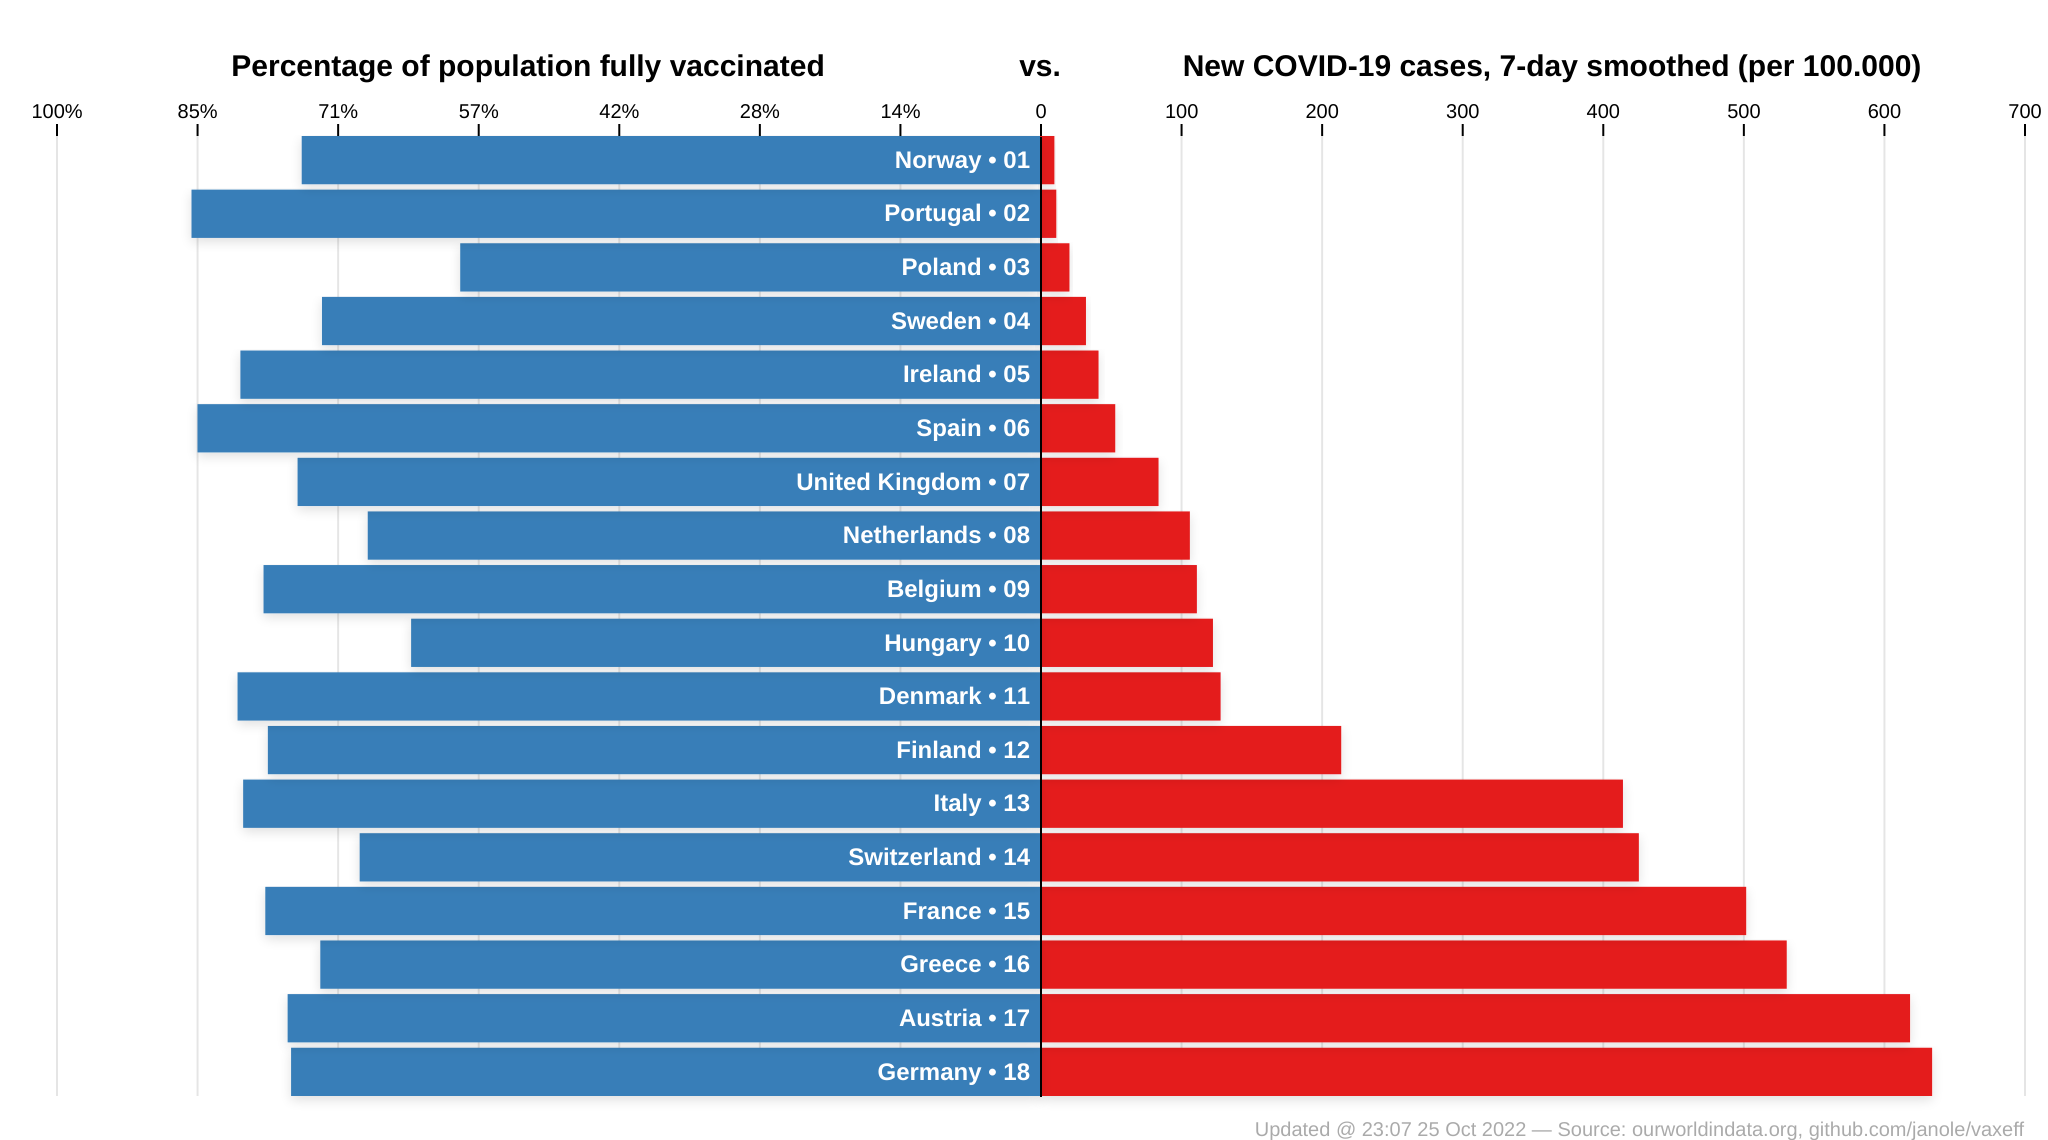 Percentage of population fully vaccinated vs. New COVID-19 cases, 7-day smoothed (per 100.000)
100% 85% 71% 57% 42% 28% 14% 0 100 200 300 400 500 600 700
Norway • 01
Portugal • 02
Poland • 03
Sweden • 04
Ireland • 05
Spain • 06
United Kingdom • 07
Netherlands • 08
Belgium • 09
Hungary • 10
Denmark • 11
Finland • 12
Italy • 13
Switzerland • 14
France • 15
Greece • 16
Austria • 17
Germany • 18
Updated @ 23:07 25 Oct 2022 — Source: ourworldindata.org, github.com/janole/vaxeff